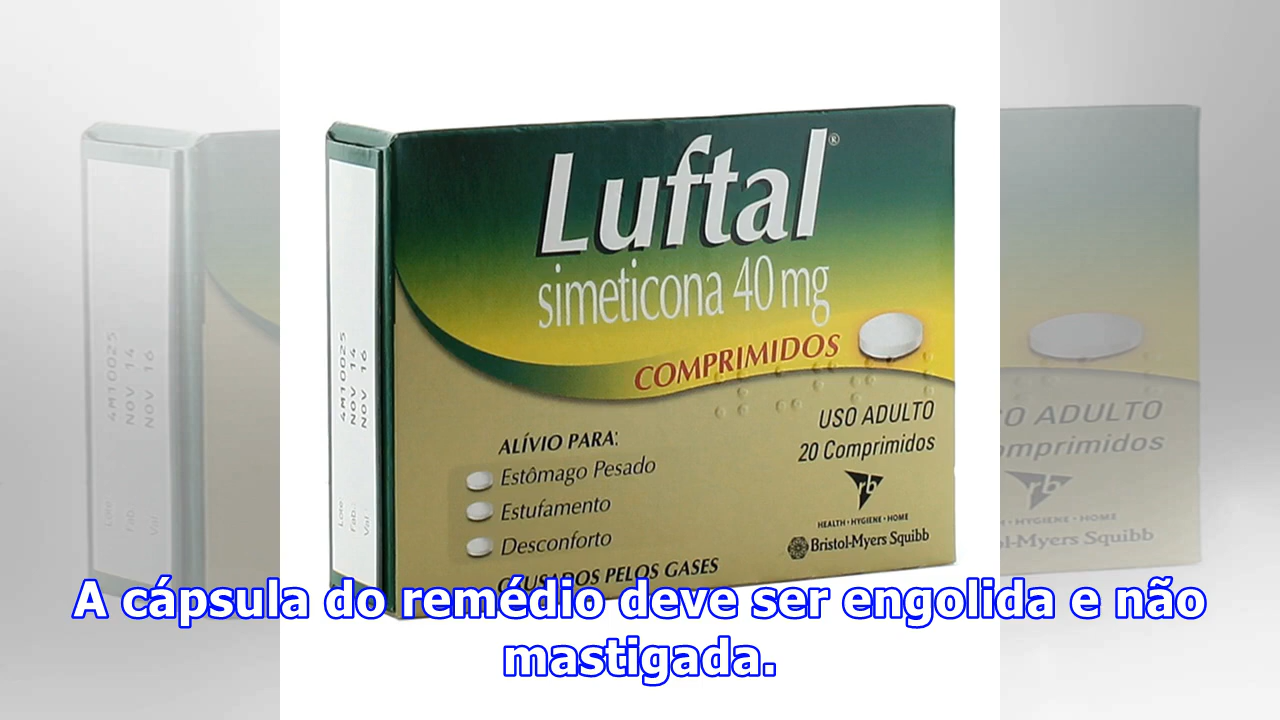 Luftal®
simeticona 40 mg
COMPRIMIDOS
USO ADULTO
20 Comprimidos
rb
HEALTH • HYGIENE • HOME
Bristol-Myers Squibb
ALÍVIO PARA:
Estômago Pesado
Estufamento
Desconforto
CAUSADOS PELOS GASES
Lote 4M10025
Fab.: NOV 14
Val NOV 16
A cápsula do remédio deve ser engolida e não
mastigada.